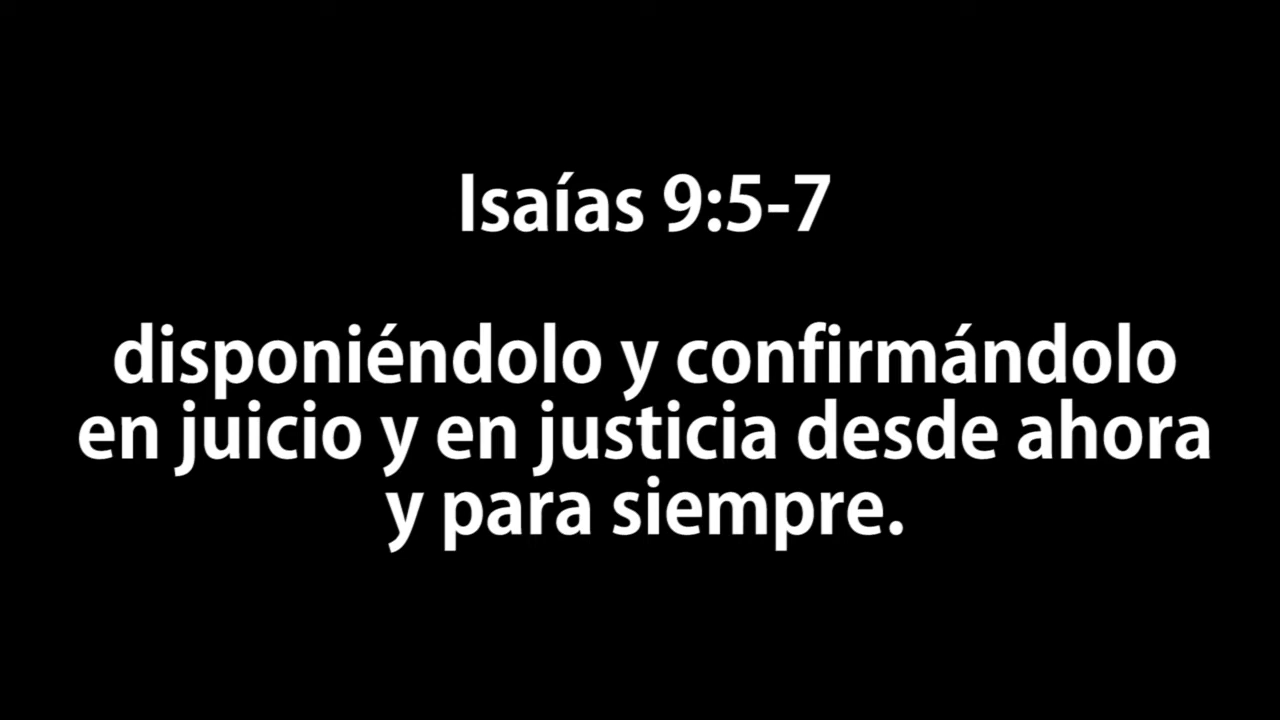 Isaías 9:5-7
disponiéndolo y confirmándolo
en juicio y en justicia desde ahora
y para siempre.